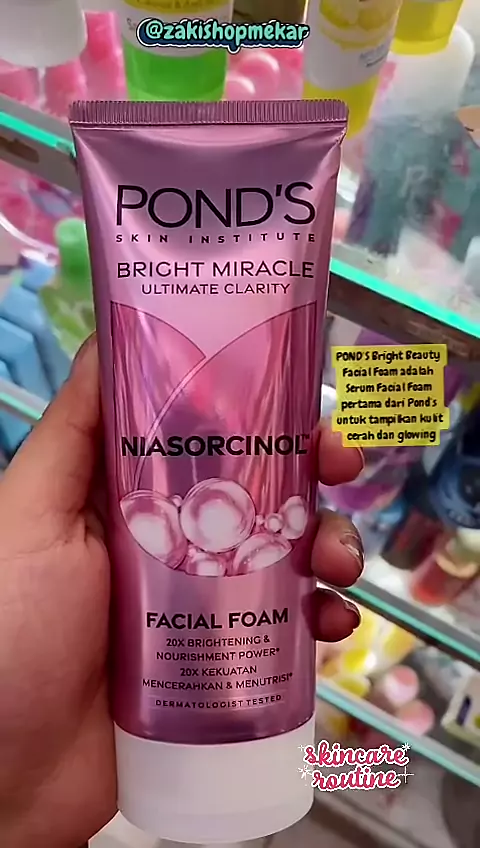 @zakishopmekar
POND'S
SKIN INSTITUTE
BRIGHT MIRACLE
ULTIMATE CLARITY
POND'S Bright Beauty
Facial Foam adalah
Serum Facial Foam
pertama dari Pond's
untuk tampilkan kulit
cerah dan glowing
NIASORCINOL™
FACIAL FOAM
20X BRIGHTENING &
NOURISHMENT POWER*
20X KEKUATAN
MENCERAHKAN & MENUTRISI*
DERMATOLOGIST TESTED
skincare
routine